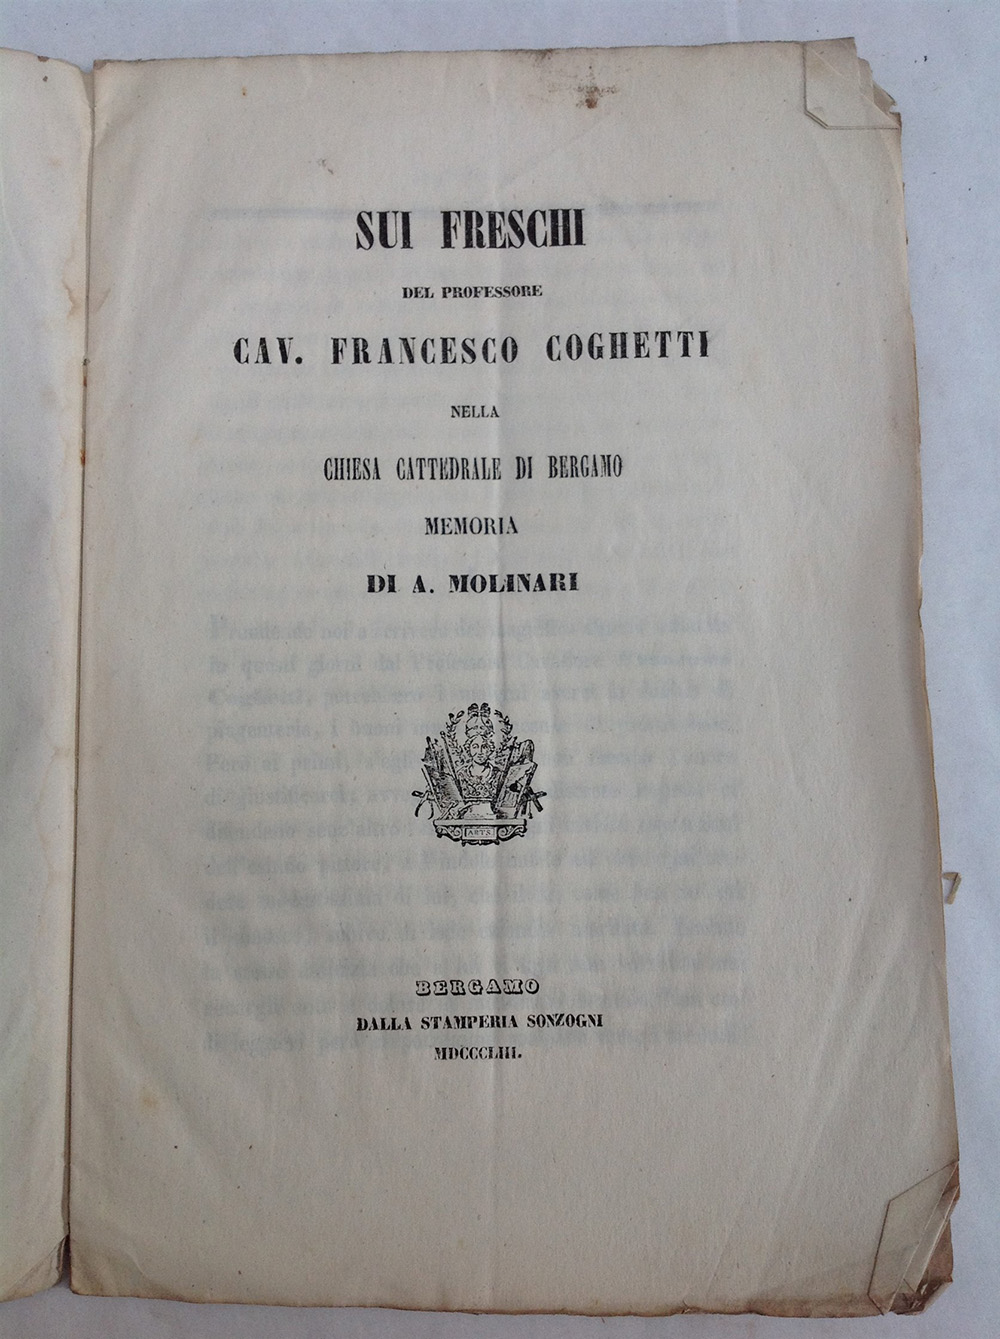 SUI FRESCHI
DEL PROFESSORE
CAV. FRANCESCO COGHETTI
NELLA
CHIESA CATTEDRALE DI BERGAMO
MEMORIA
DI A. MOLINARI
ARTS
BERGAMO
DALLA STAMPERIA SONZOGNI
MDCCCLIII.